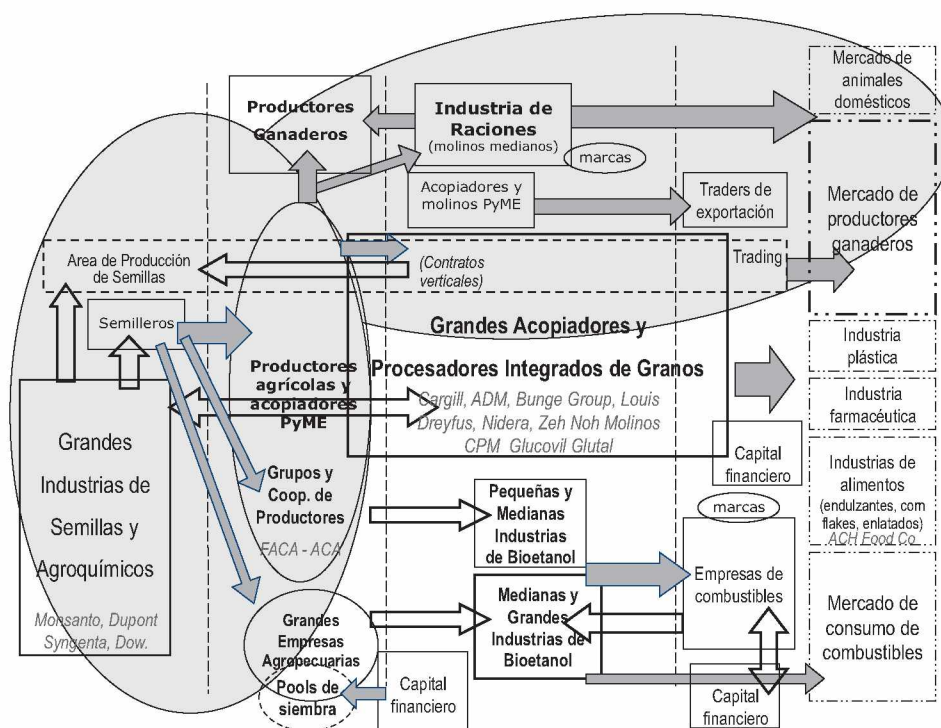 Mercado de
animales
domésticos
Productores
Ganaderos
Industria de
Raciones
(molinos medianos)
marcas
Acopiadores y
molinos PyME
Traders de
exportación
Mercado de
productores
ganaderos
Area de Producción
de Semillas
(Contratos
verticales)
Trading
Semilleros
Grandes Acopiadores y
Procesadores Integrados de Granos
Cargill, ADM, Bunge Group, Louis
Dreyfus, Nidera, Zeh Noh Molinos
CPM Glucovil Glutal
Productores
agrícolas y
acopiadores
PyME
Industria
plástica
Industria
farmacéutica
Grandes
Industrias de
Semillas y
Agroquímicos
Monsanto, Dupont
Syngenta, Dow.
Grupos y
Coop. de
Productores
FACA - ACA
Capital
financiero
Industrias de
alimentos
(endulzantes, corn
flakes, enlatados)
ACH Food Co
Pequeñas y
Medianas
Industrias
de Bioetanol
marcas
Empresas de
combustibles
Medianas y
Grandes
Industrias de
Bioetanol
Mercado de
consumo de
combustibles
Grandes
Empresas
Agropecuarias
Pools de
siembra
Capital
financiero
Capital
financiero